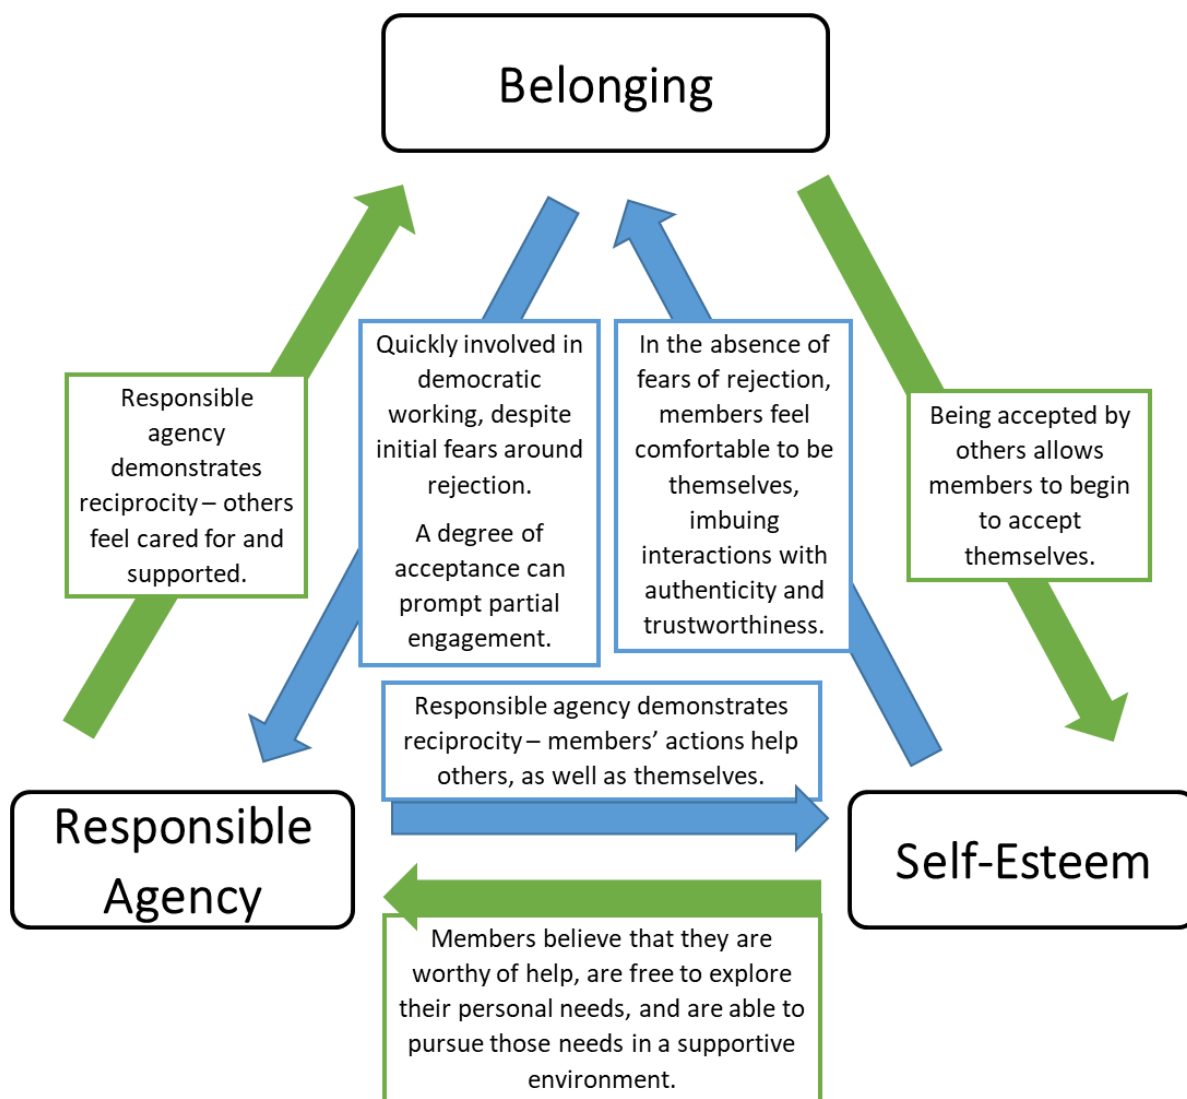 Belonging
Responsible
agency
demonstrates
reciprocity – others
feel cared for and
supported.
Quickly involved in
democratic
working, despite
initial fears around
rejection.
A degree of
acceptance can
prompt partial
engagement.
In the absence of
fears of rejection,
members feel
comfortable to be
themselves,
imbuing
interactions with
authenticity and
trustworthiness.
Being accepted by
others allows
members to begin
to accept
themselves.
Responsible agency demonstrates
reciprocity – members’ actions help
others, as well as themselves.
Responsible
Agency
Self-Esteem
Members believe that they are
worthy of help, are free to explore
their personal needs, and are able to
pursue those needs in a supportive
environment.